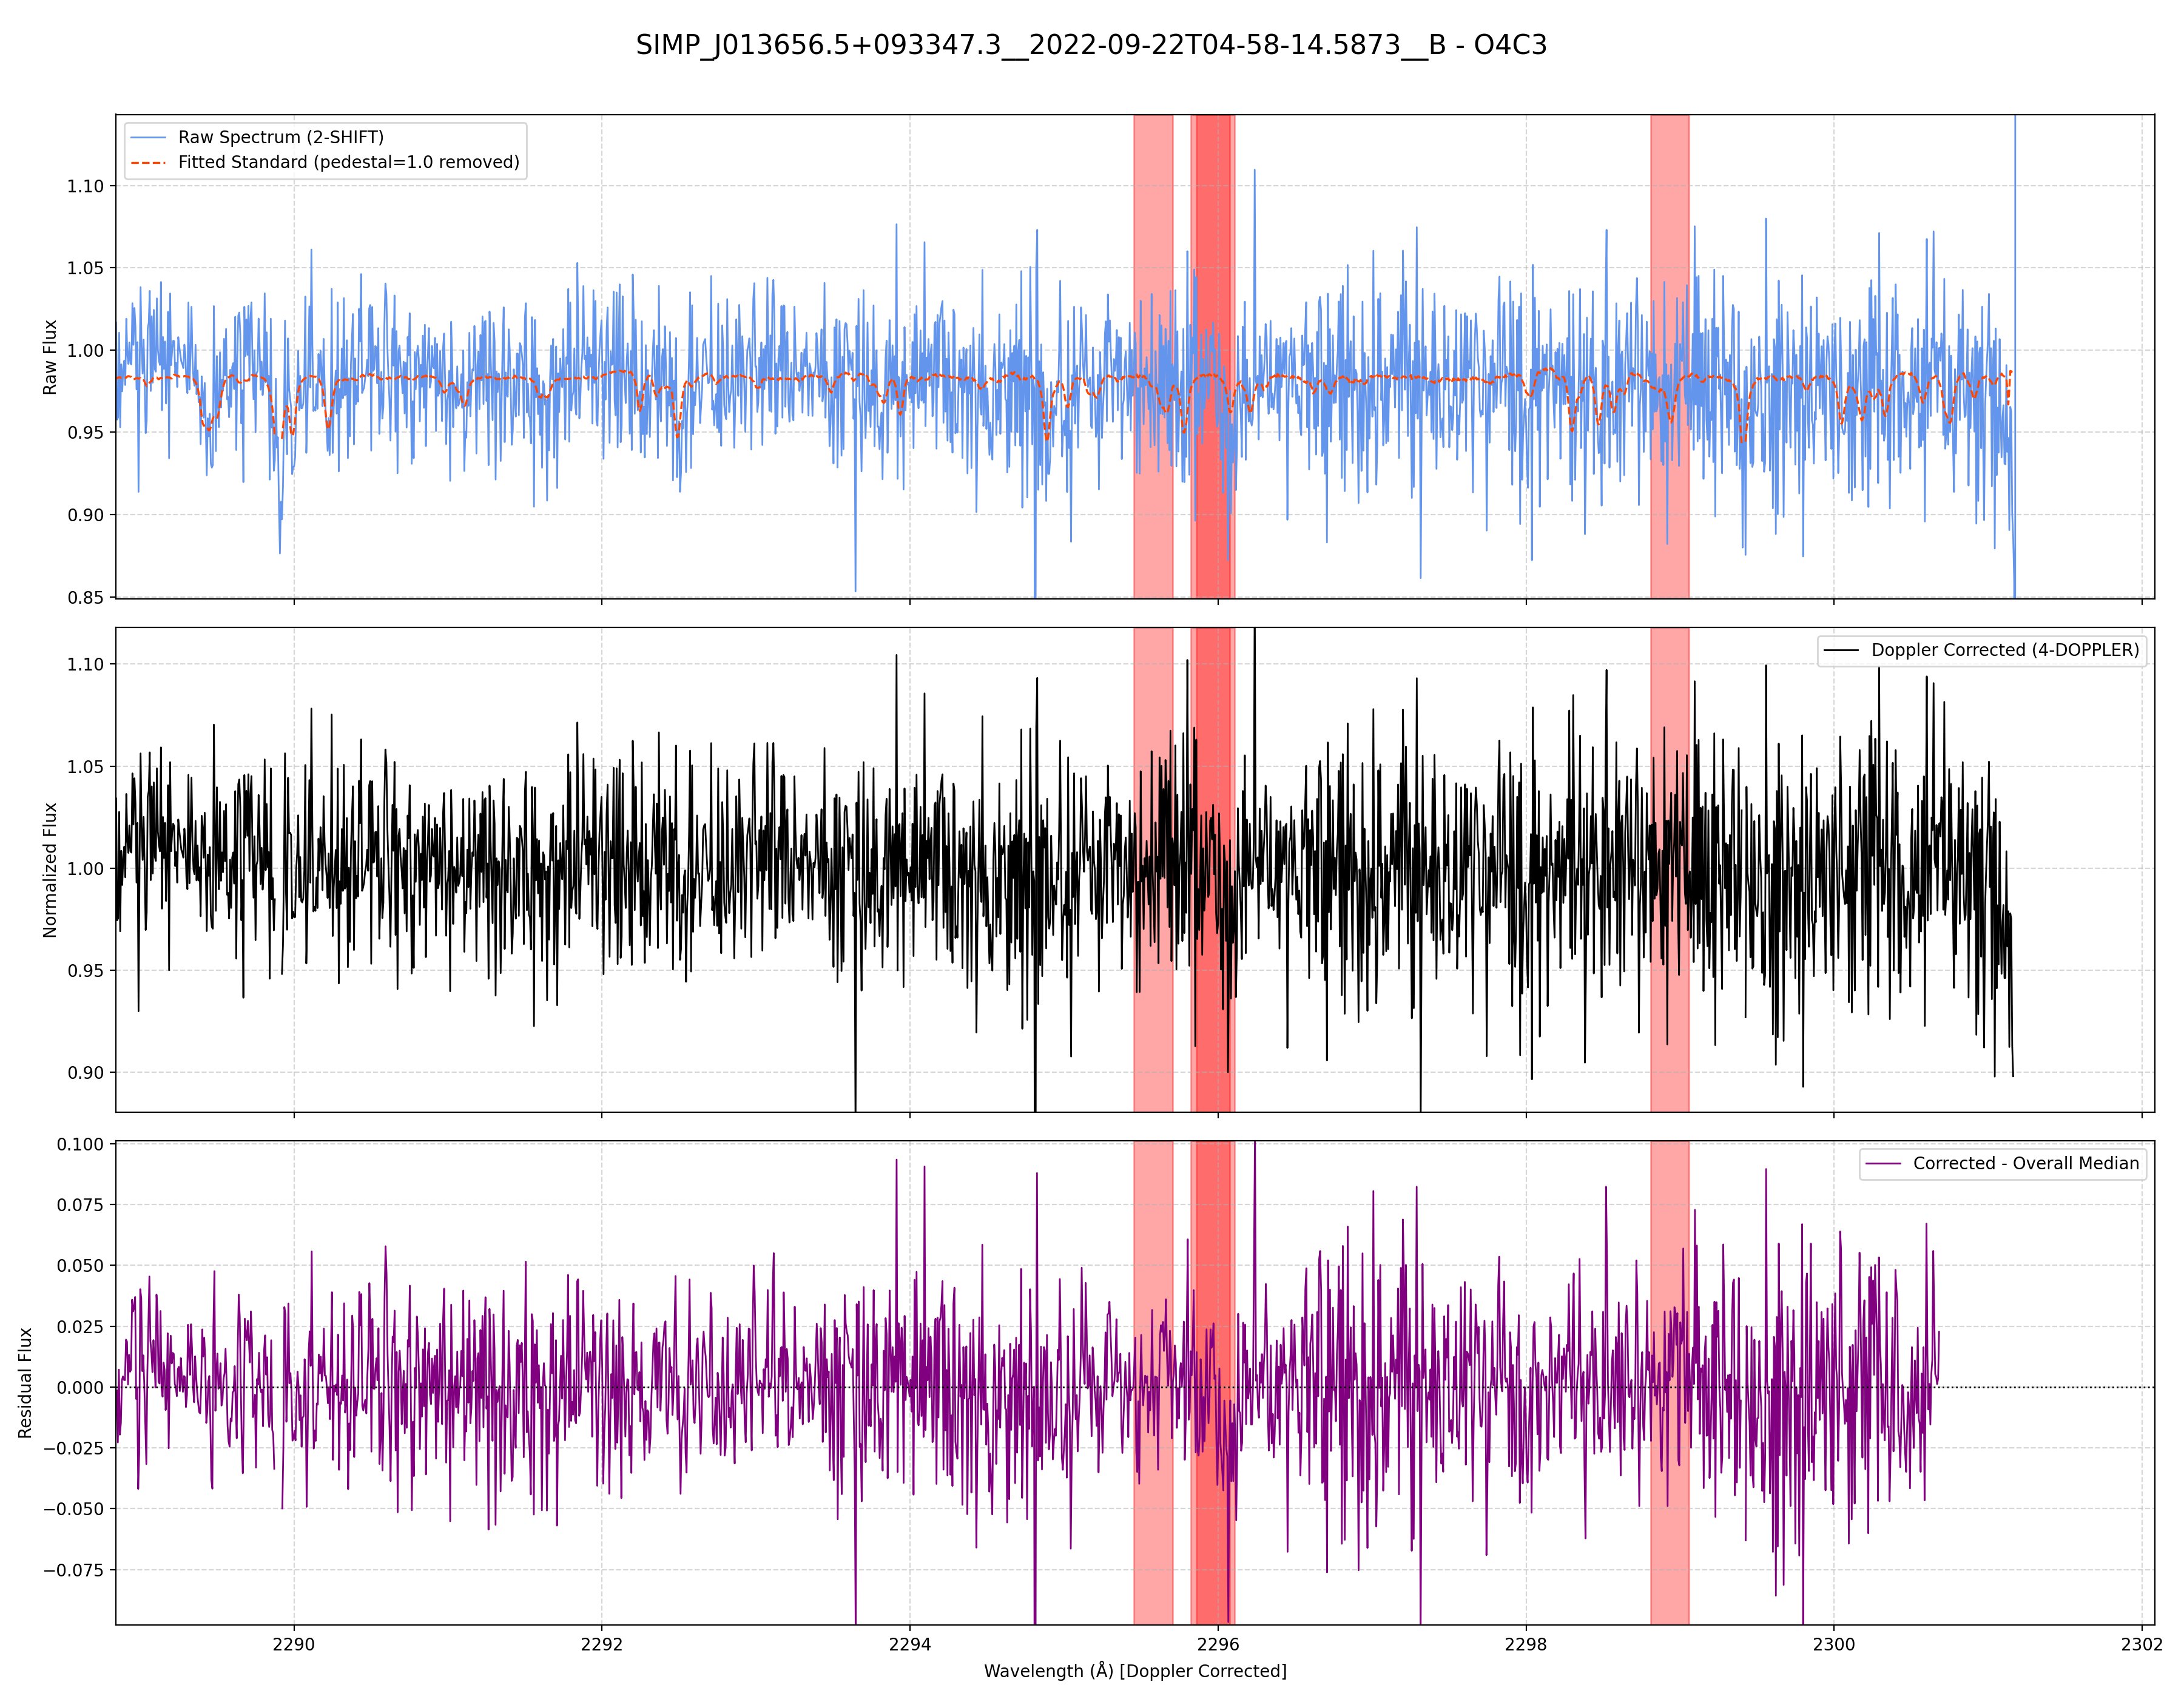 SIMP_J013656.5+093347.3__2022-09-22T04-58-14.5873__B - O4C3
Raw Spectrum (2-SHIFT)
Fitted Standard (pedestal=1.0 removed)
Raw Flux
1.10
1.05
1.00
0.95
0.90
0.85
Doppler Corrected (4-DOPPLER)
Normalized Flux
1.10
1.05
1.00
0.95
0.90
Corrected - Overall Median
Residual Flux
0.100
0.075
0.050
0.025
0.000
−0.025
−0.050
−0.075
2290
2292
2294
2296
2298
2300
2302
Wavelength (Å) [Doppler Corrected]